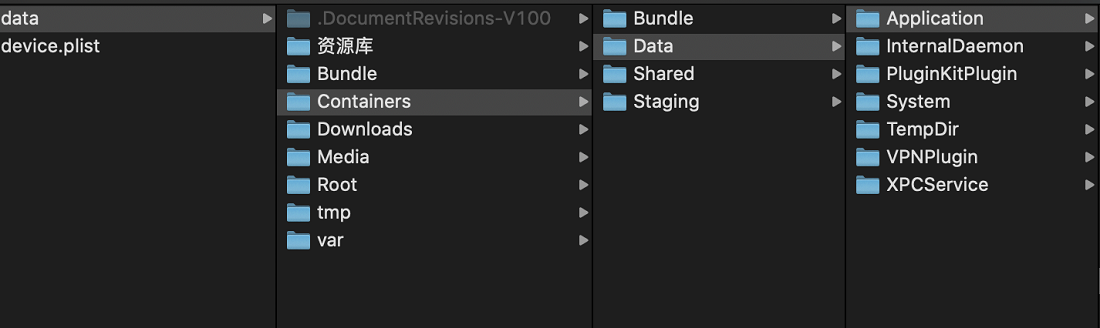 data
device.plist
.DocumentRevisions-V100
资源库
Bundle
Containers
Downloads
Media
Root
tmp
var
Bundle
Data
Shared
Staging
Application
InternalDaemon
PluginKitPlugin
System
TempDir
VPNPlugin
XPCService